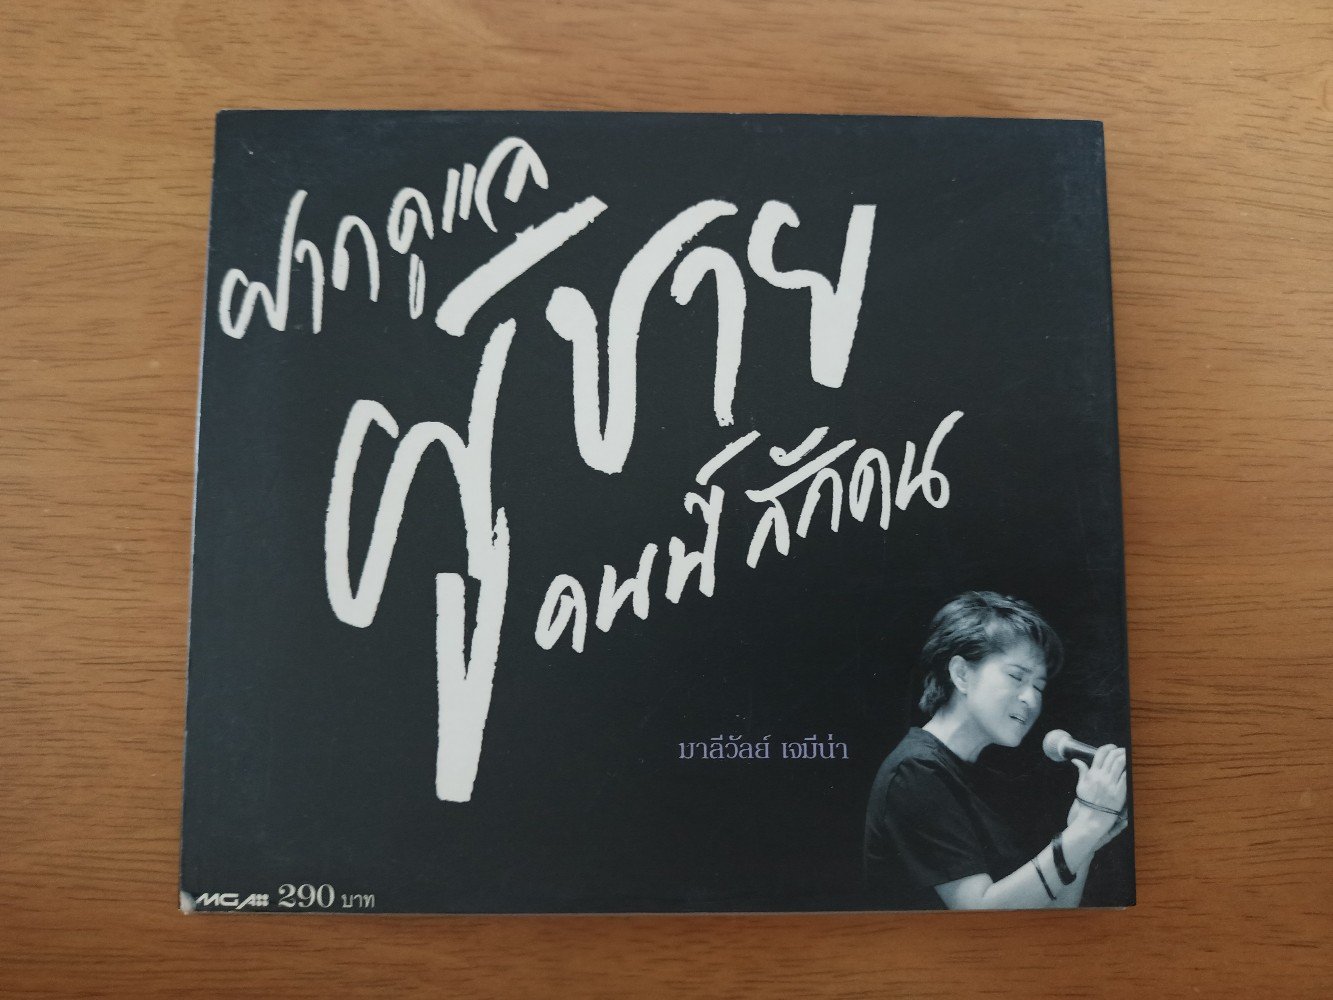 ฝากดูแล
ผู้ชาย
คนนี้สักคน
มาลีวัลย์ เจมีน่า
MGA 290 บาท